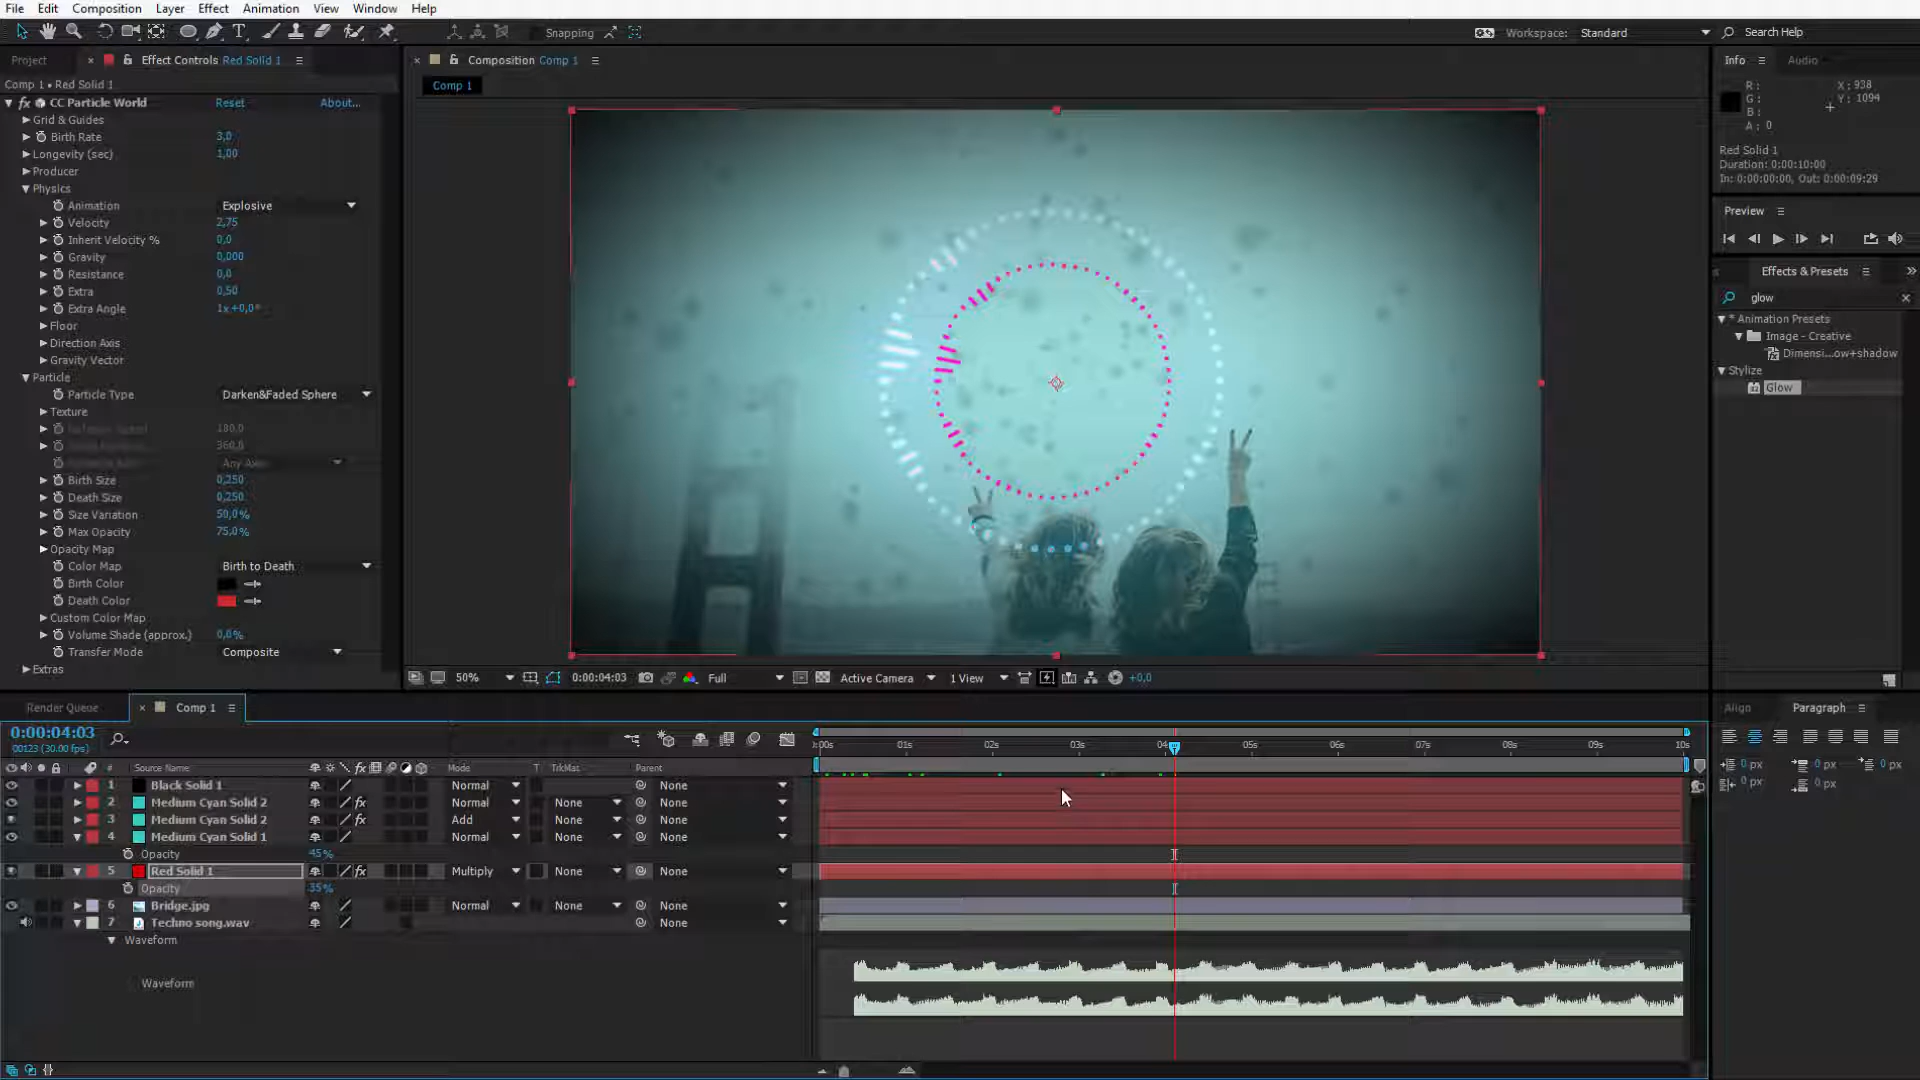 File Edit Composition Layer Effect Animation View Window Help
Snapping
Workspace: Standard
Search Help
Project
Effect Controls Red Solid 1
Comp 1 • Red Solid 1
CC Particle World Reset About...
Grid & Guides
Birth Rate 3,0
Longevity (sec) 1,00
Producer
Physics
Animation Explosive
Velocity 2,75
Inherit Velocity % 0,0
Gravity 0,000
Resistance 0,0
Extra 0,50
Extra Angle 1x+0,0°
Floor
Direction Axis
Gravity Vector
Particle
Particle Type Darken&Faded Sphere
Texture
180,0
360,0
Any Axis
Birth Size 0,250
Death Size 0,250
Size Variation 50,0%
Max Opacity 75,0%
Opacity Map
Color Map Birth to Death
Birth Color
Death Color
Custom Color Map
Volume Shade (approx.) 0,0%
Transfer Mode Composite
Extras
Composition Comp 1
Comp 1
50% 0:00:04:03 Full Active Camera 1 View +0,0
Info Audio
R: X: 938
G: Y: 1094
B:
A: 0
Red Solid 1
Duration: 0:00:10:00
In: 0:00:00:00, Out: 0:00:09:29
Preview
Effects & Presets
glow
* Animation Presets
Image - Creative
Dimensi...ow+shadow
Stylize
Glow
Render Queue Comp 1
0:00:04:03
00123 (30.00 fps)
:00s 01s 02s 03s 04 05s 06s 07s 08s 09s 10s
# Source Name Mode T TrkMat Parent
1 Black Solid 1 Normal None
2 Medium Cyan Solid 2 Normal None None
3 Medium Cyan Solid 2 Add None None
4 Medium Cyan Solid 1 Normal None None
Opacity 45%
5 Red Solid 1 Multiply None None
Opacity 35%
6 Bridge.jpg Normal None None
7 Techno song.wav None
Waveform
Waveform
Align Paragraph
0 px 0 px 0 px
0 px 0 px